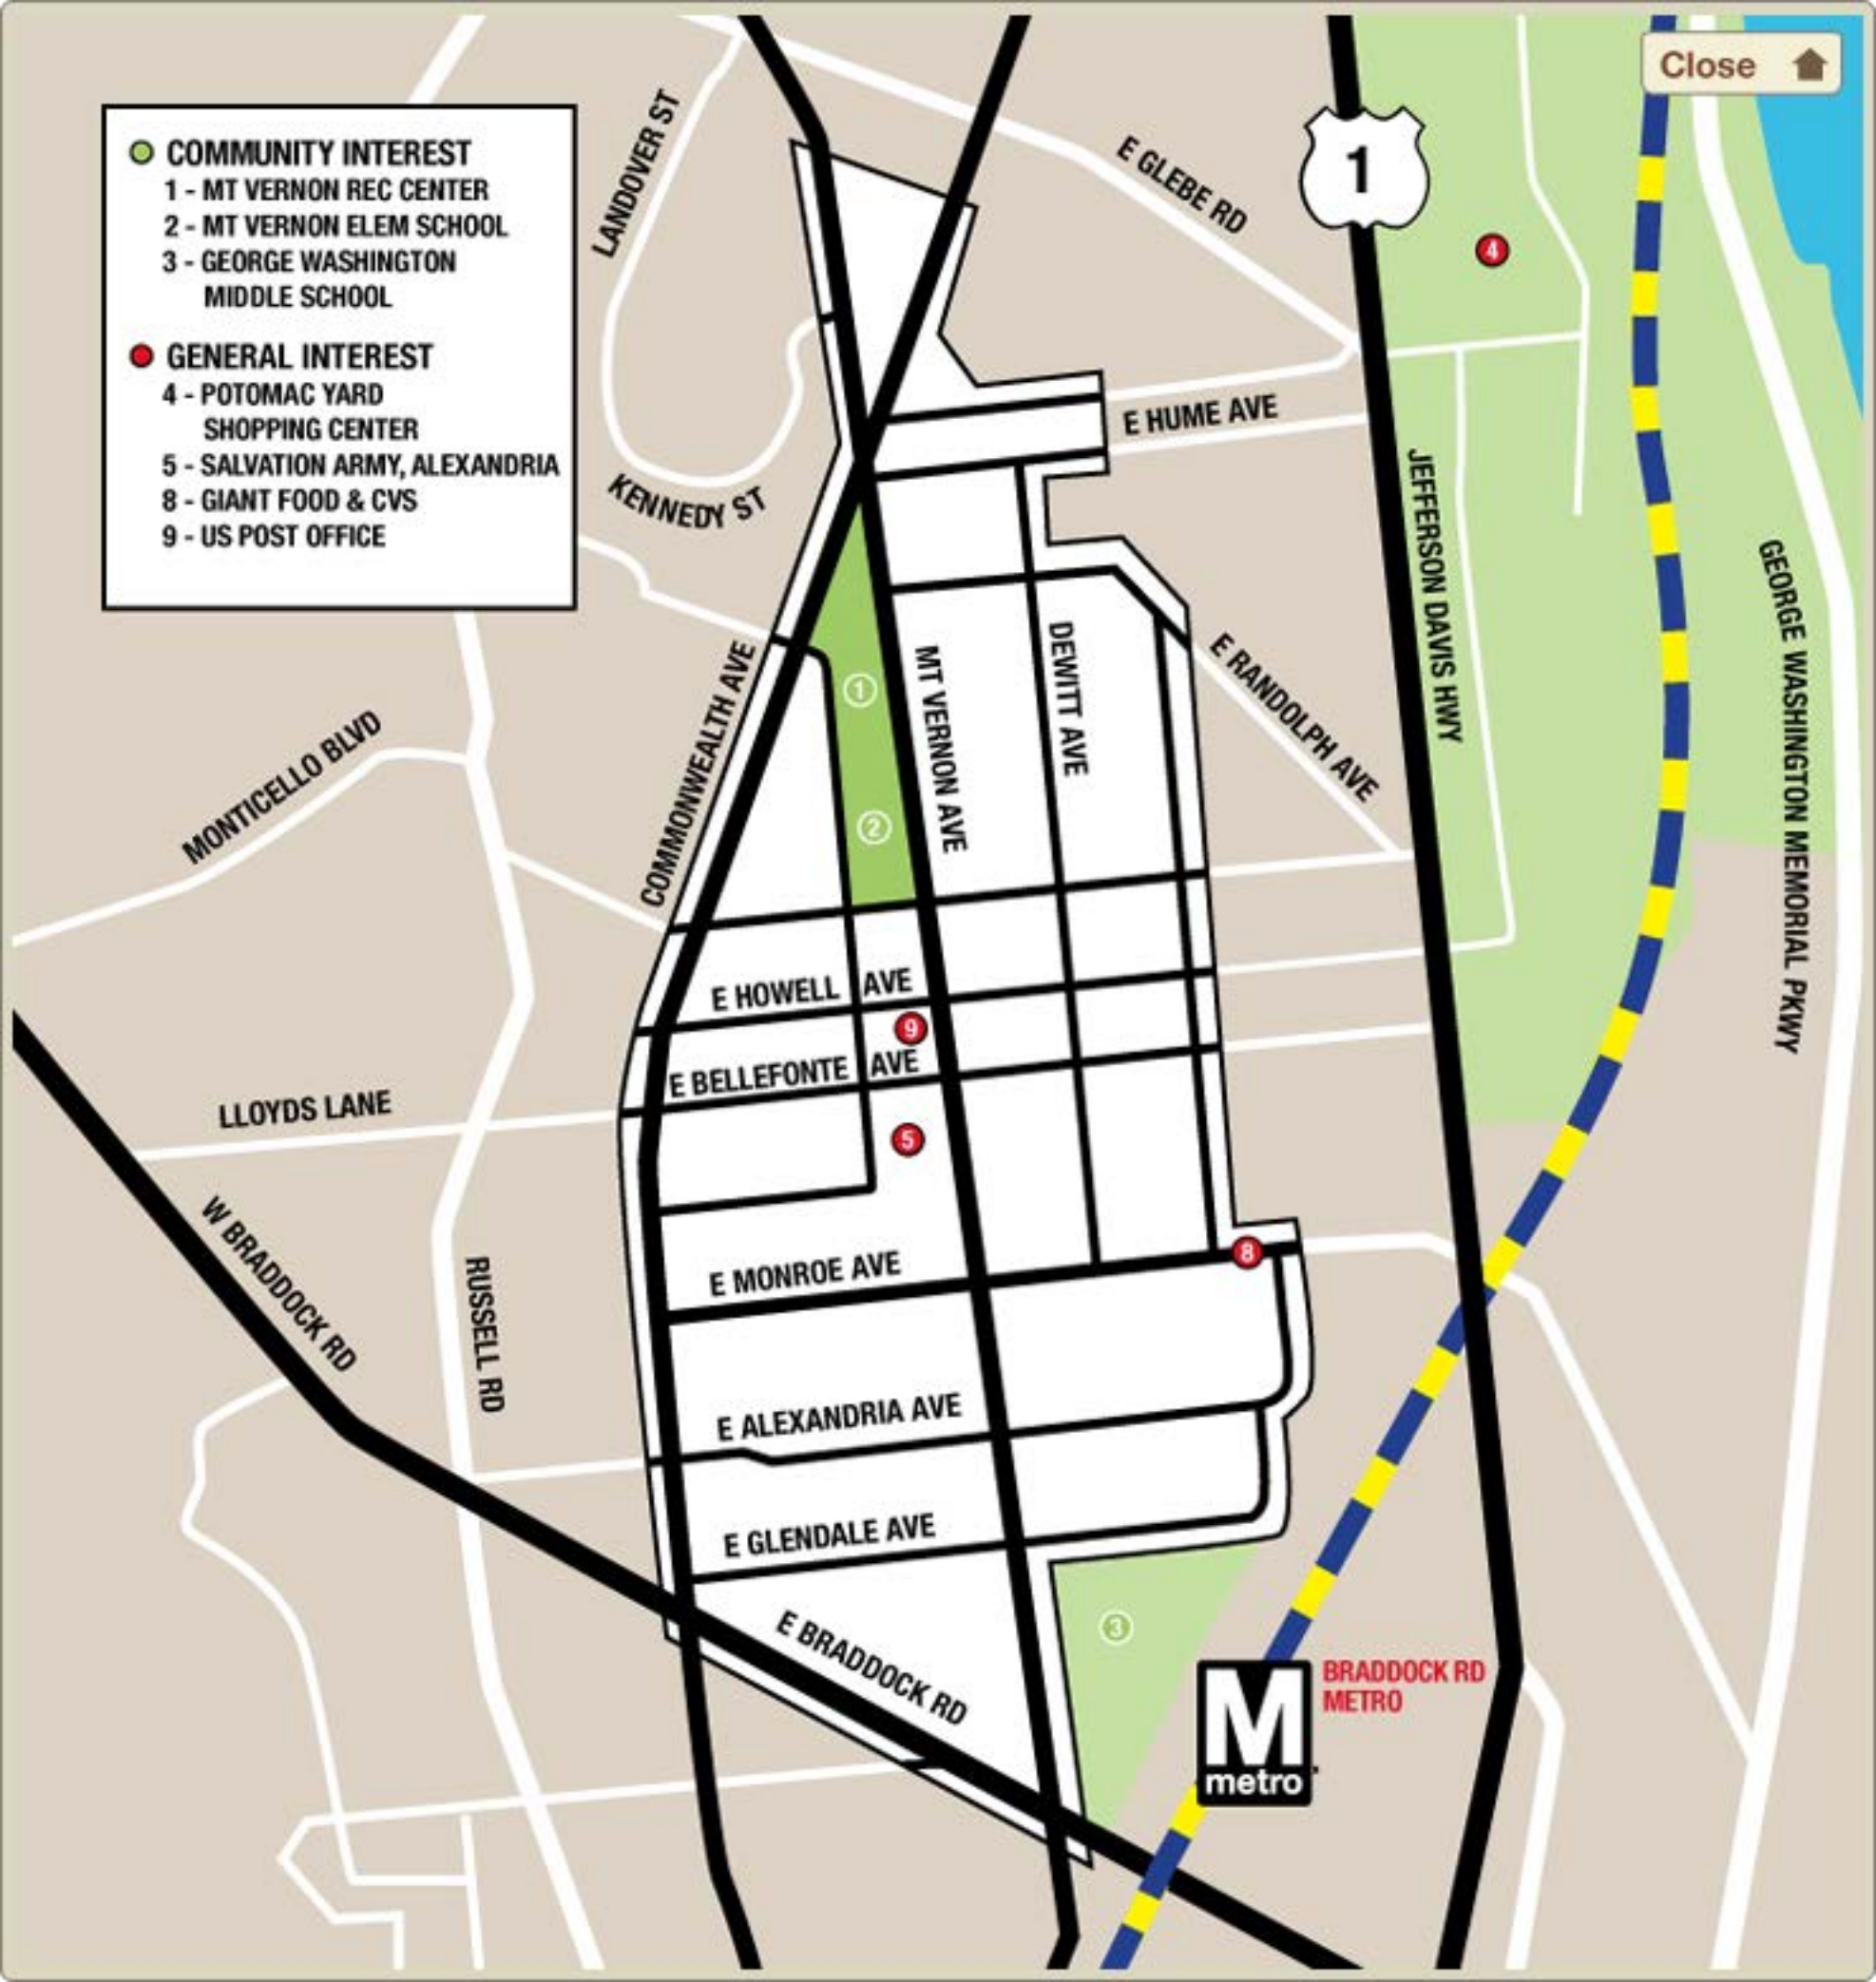 Close
COMMUNITY INTEREST
1 - MT VERNON REC CENTER
2 - MT VERNON ELEM SCHOOL
3 - GEORGE WASHINGTON
MIDDLE SCHOOL
GENERAL INTEREST
4 - POTOMAC YARD
SHOPPING CENTER
5 - SALVATION ARMY, ALEXANDRIA
8 - GIANT FOOD & CVS
9 - US POST OFFICE
LANDOVER ST
E GLEBE RD
1
4
E HUME AVE
KENNEDY ST
JEFFERSON DAVIS HWY
GEORGE WASHINGTON MEMORIAL PKWY
COMMONWEALTH AVE
1
MT VERNON AVE
DEWITT AVE
E RANDOLPH AVE
MONTICELLO BLVD
2
E HOWELL AVE
9
E BELLEFONTE AVE
LLOYDS LANE
5
W BRADDOCK RD
RUSSELL RD
E MONROE AVE
8
E ALEXANDRIA AVE
E GLENDALE AVE
E BRADDOCK RD
3
BRADDOCK RD
METRO
M
metro